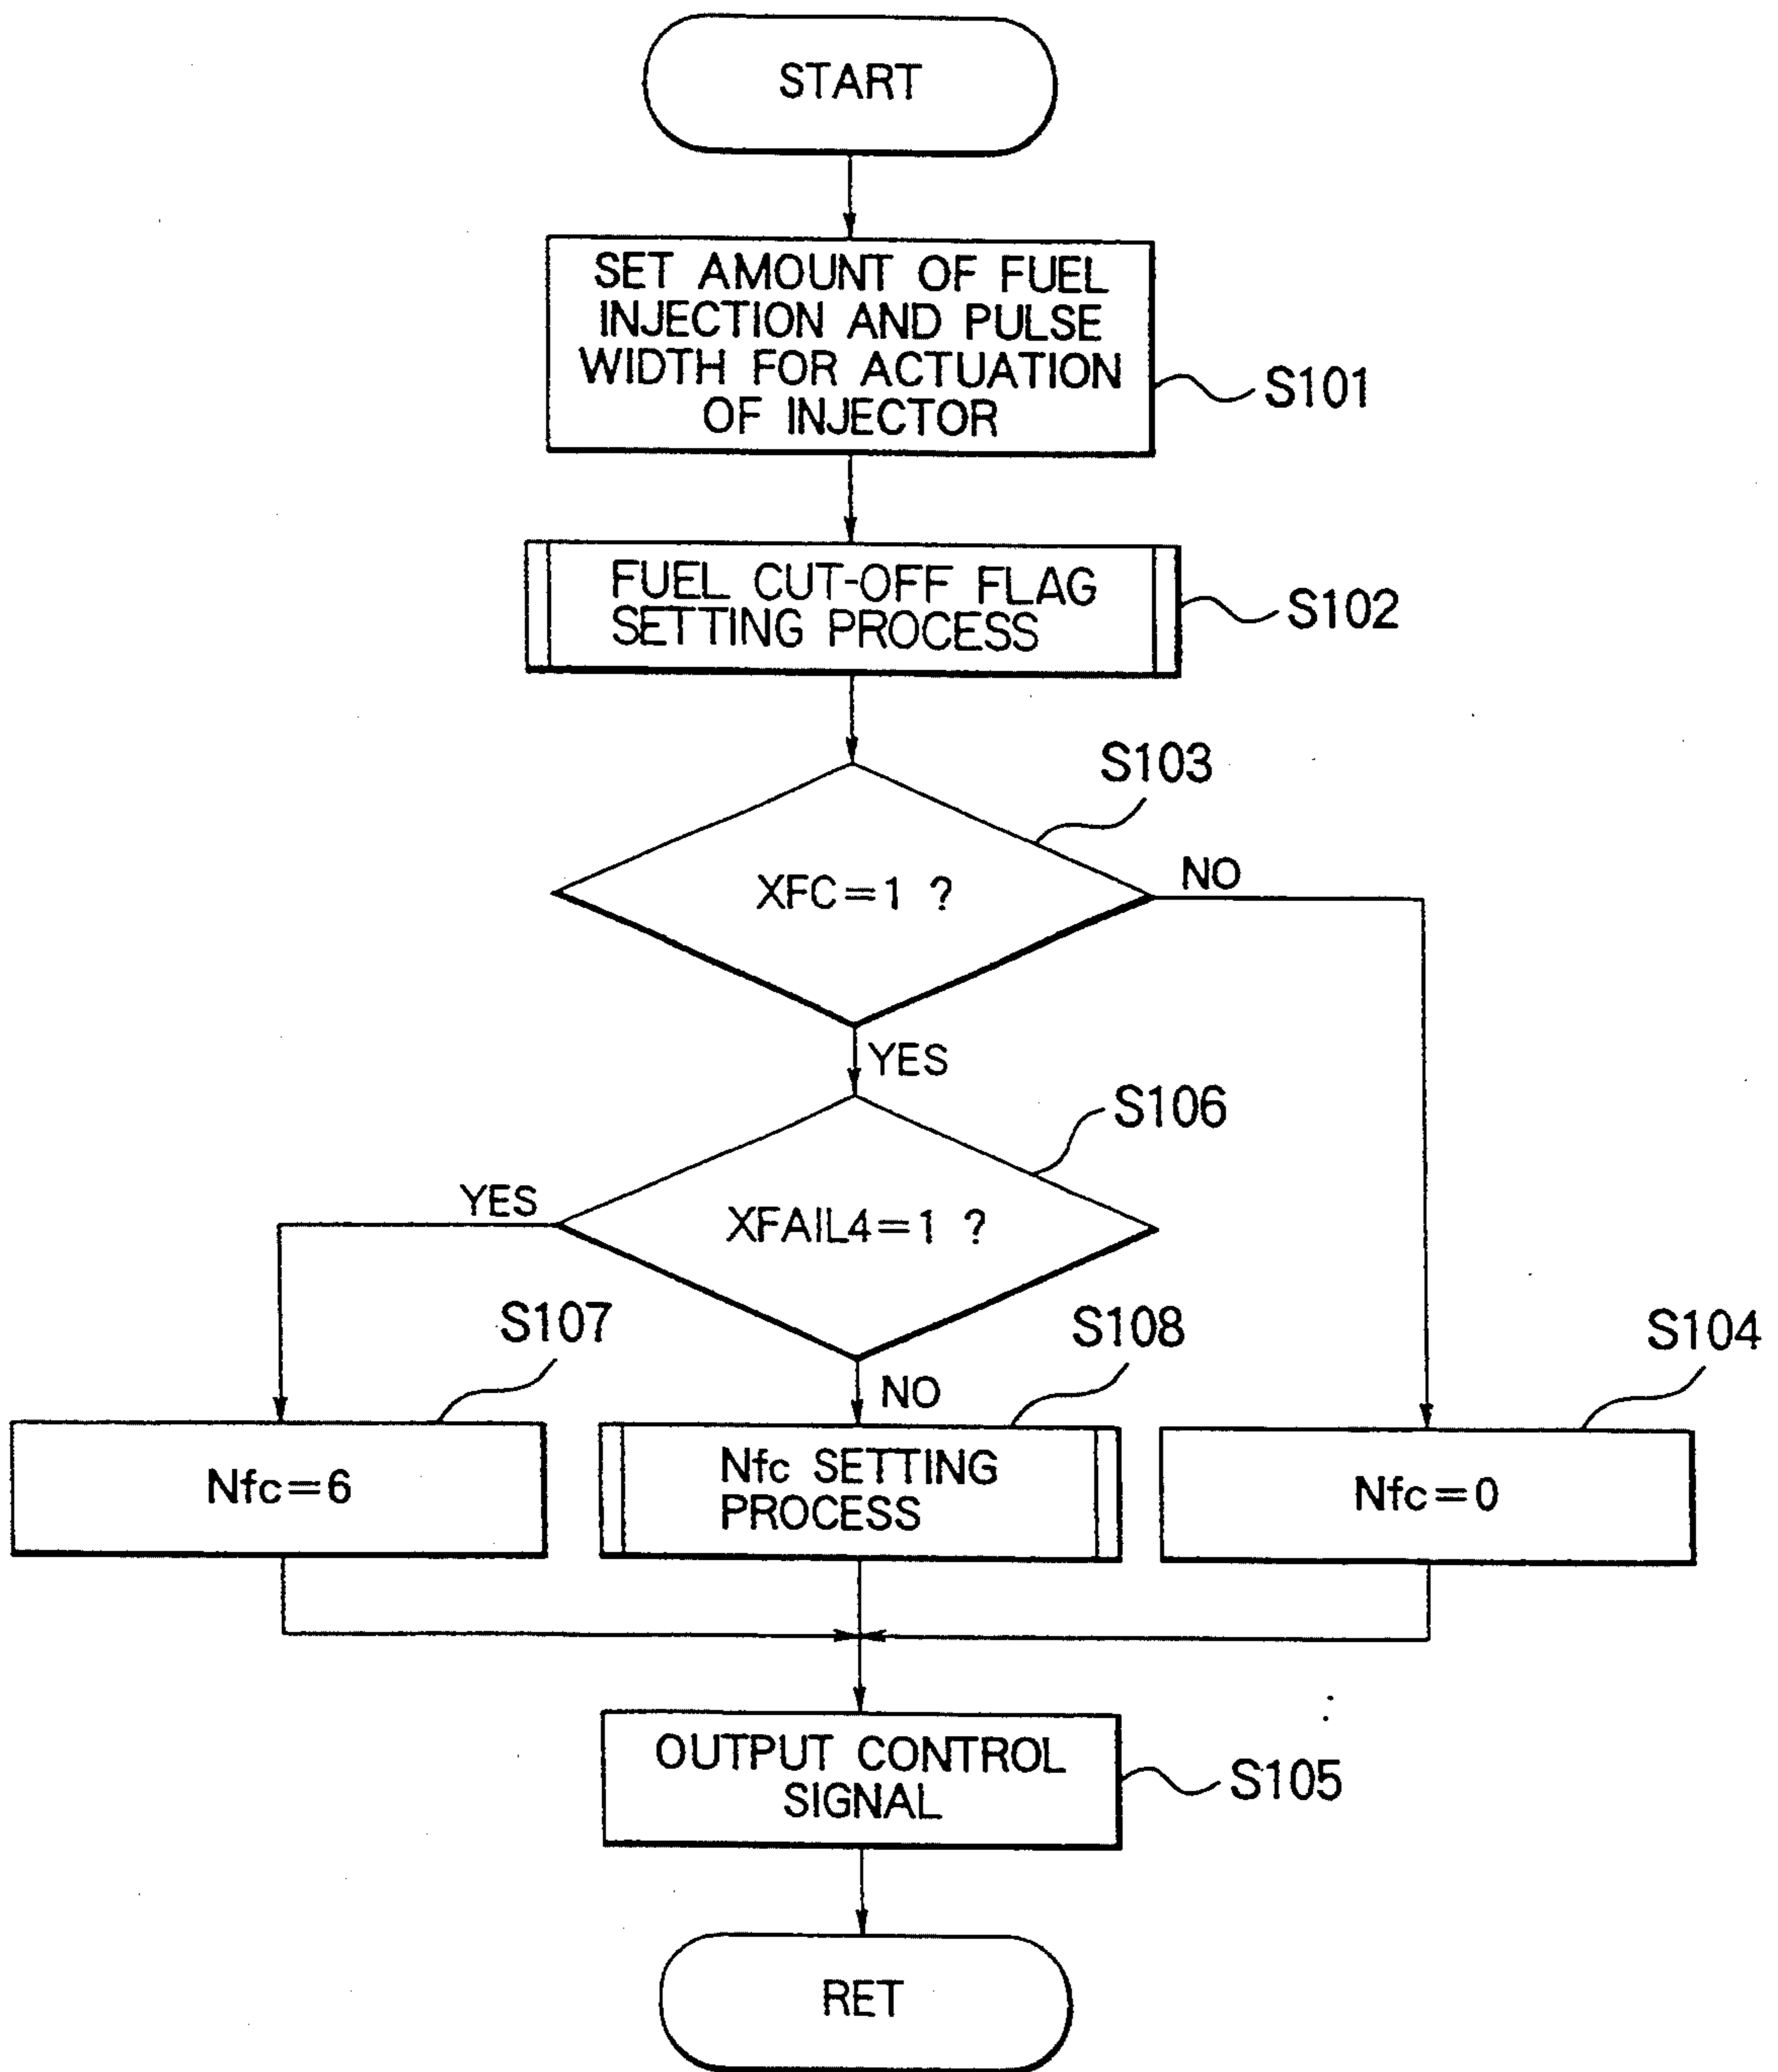 START
SET AMOUNT OF FUEL
INJECTION AND PULSE
WIDTH FOR ACTUATION
OF INJECTOR
S101
FUEL CUT-OFF FLAG
SETTING PROCESS
S102
S103
XFC=1 ?
NO
YES
S106
XFAIL4=1 ?
YES
NO
S107
S108
S104
Nfc=6
Nfc SETTING
PROCESS
Nfc=0
OUTPUT CONTROL
SIGNAL
S105
RET